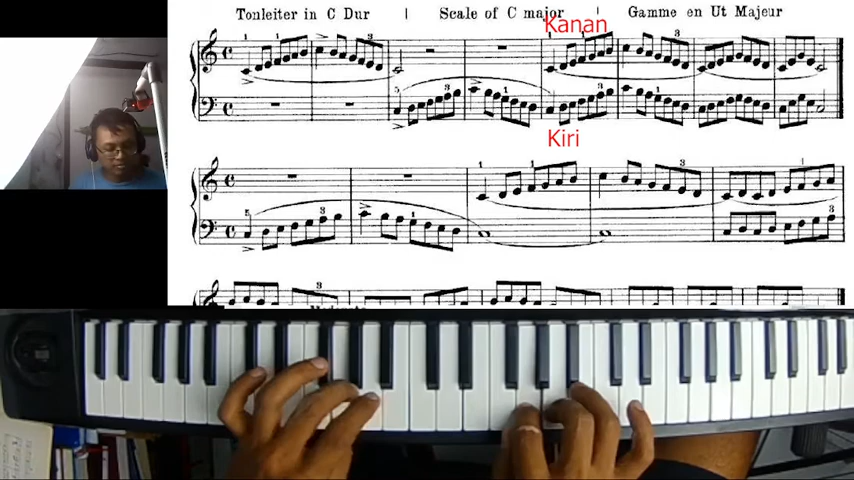 Tonleiter in C Dur | Scale of C major | Gamme en Ut Majeur
Kanan
Kiri